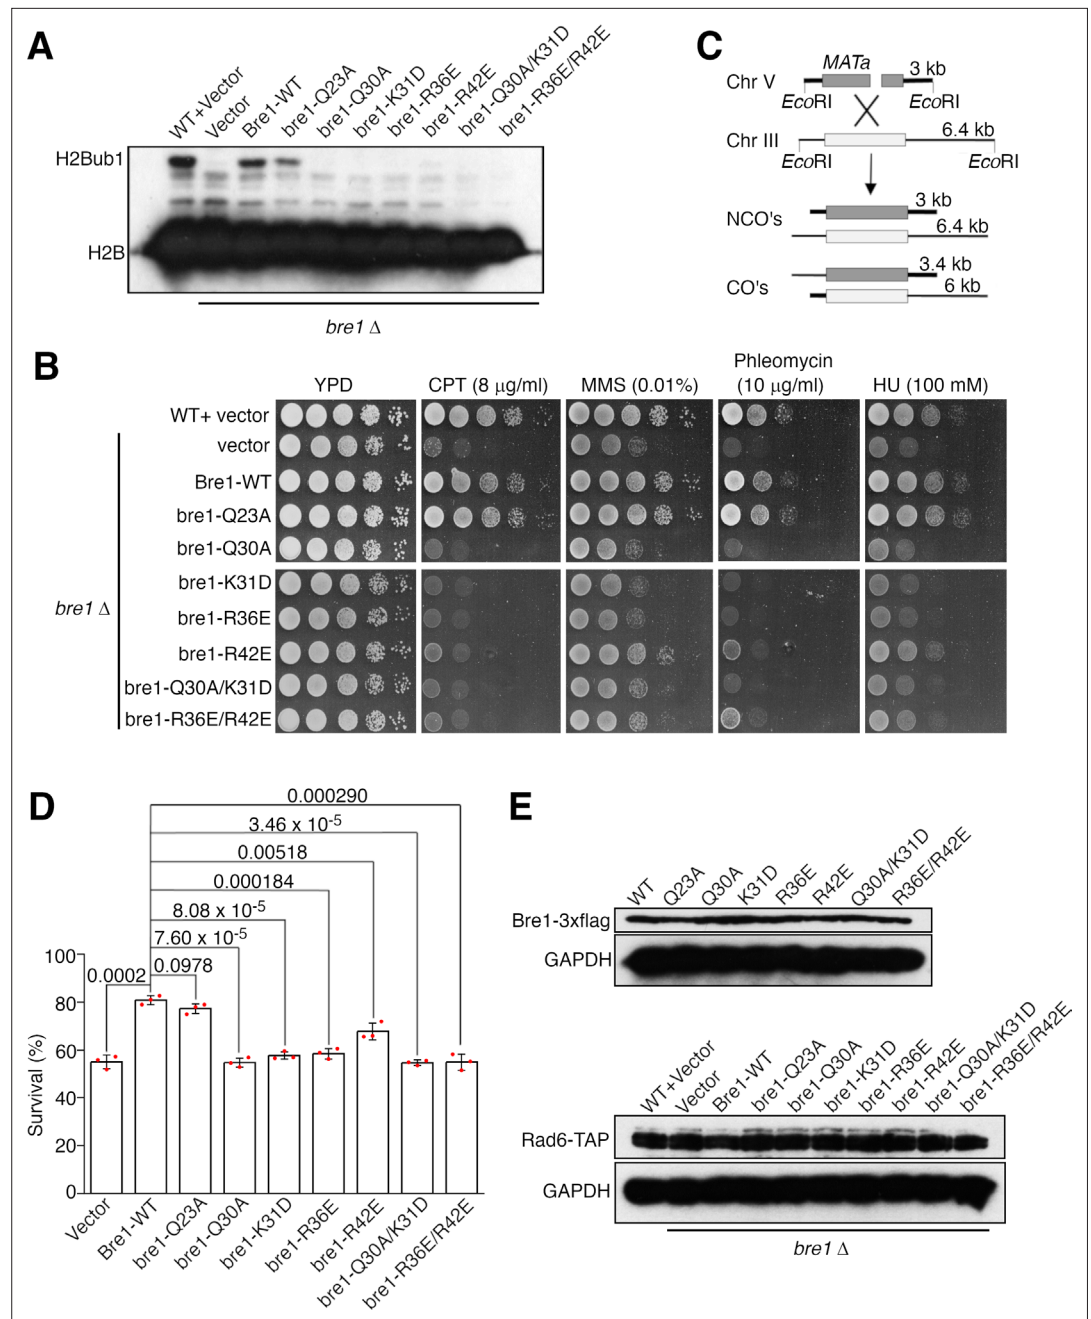 A
WT+Vector
Vector
Bre1-WT
bre1-Q23A
bre1-Q30A
bre1-K31D
bre1-R36E
bre1-R42E
bre1-Q30A/K31D
bre1-R36E/R42E
H2Bub1
H2B
bre1 Δ
C
MATa
Chr V
3 kb
EcoRI
EcoRI
6.4 kb
Chr III
EcoRI
EcoRI
3 kb
NCO's
6.4 kb
3.4 kb
CO's
6 kb
B
YPD
CPT (8 µg/ml)
MMS (0.01%)
Phleomycin
(10 µg/ml)
HU (100 mM)
WT+ vector
vector
Bre1-WT
bre1-Q23A
bre1-Q30A
bre1-K31D
bre1-R36E
bre1-R42E
bre1-Q30A/K31D
bre1-R36E/R42E
bre1 Δ
D
0.000290
3.46 x 10-5
0.00518
0.000184
8.08 x 10-5
7.60 x 10-5
0.0002
0.0978
Survival (%)
100
80
60
40
20
0
Vector
Bre1-WT
bre1-Q23A
bre1-Q30A
bre1-K31D
bre1-R36E
bre1-R42E
bre1-Q30A/K31D
bre1-R36E/R42E
E
WT
Q23A
Q30A
K31D
R36E
R42E
Q30A/K31D
R36E/R42E
Bre1-3xflag
GAPDH
WT+Vector
Vector
Bre1-WT
bre1-Q23A
bre1-Q30A
bre1-K31D
bre1-R36E
bre1-R42E
bre1-Q30A/K31D
bre1-R36E/R42E
Rad6-TAP
GAPDH
bre1 Δ